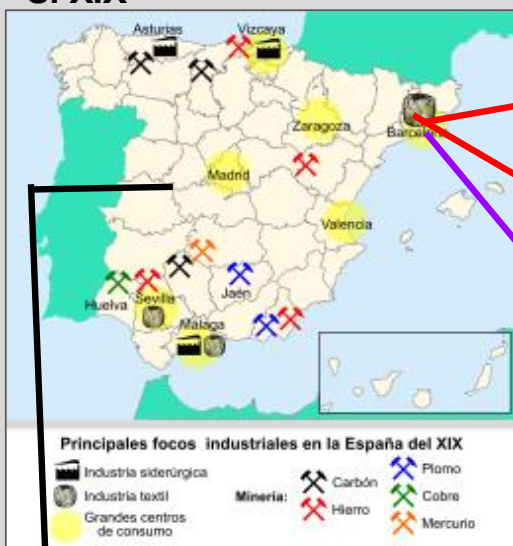 Asturias
Vizcaya
Zaragoza
Barcelona
Madrid
Valencia
Jaén
Huelva
Sevilla
Málaga
Principales focos industriales en la España del XIX
Industria siderúrgica
Industria textil
Grandes centros
de consumo
Minería:
Carbón
Hierro
Plomo
Cobre
Mercurio